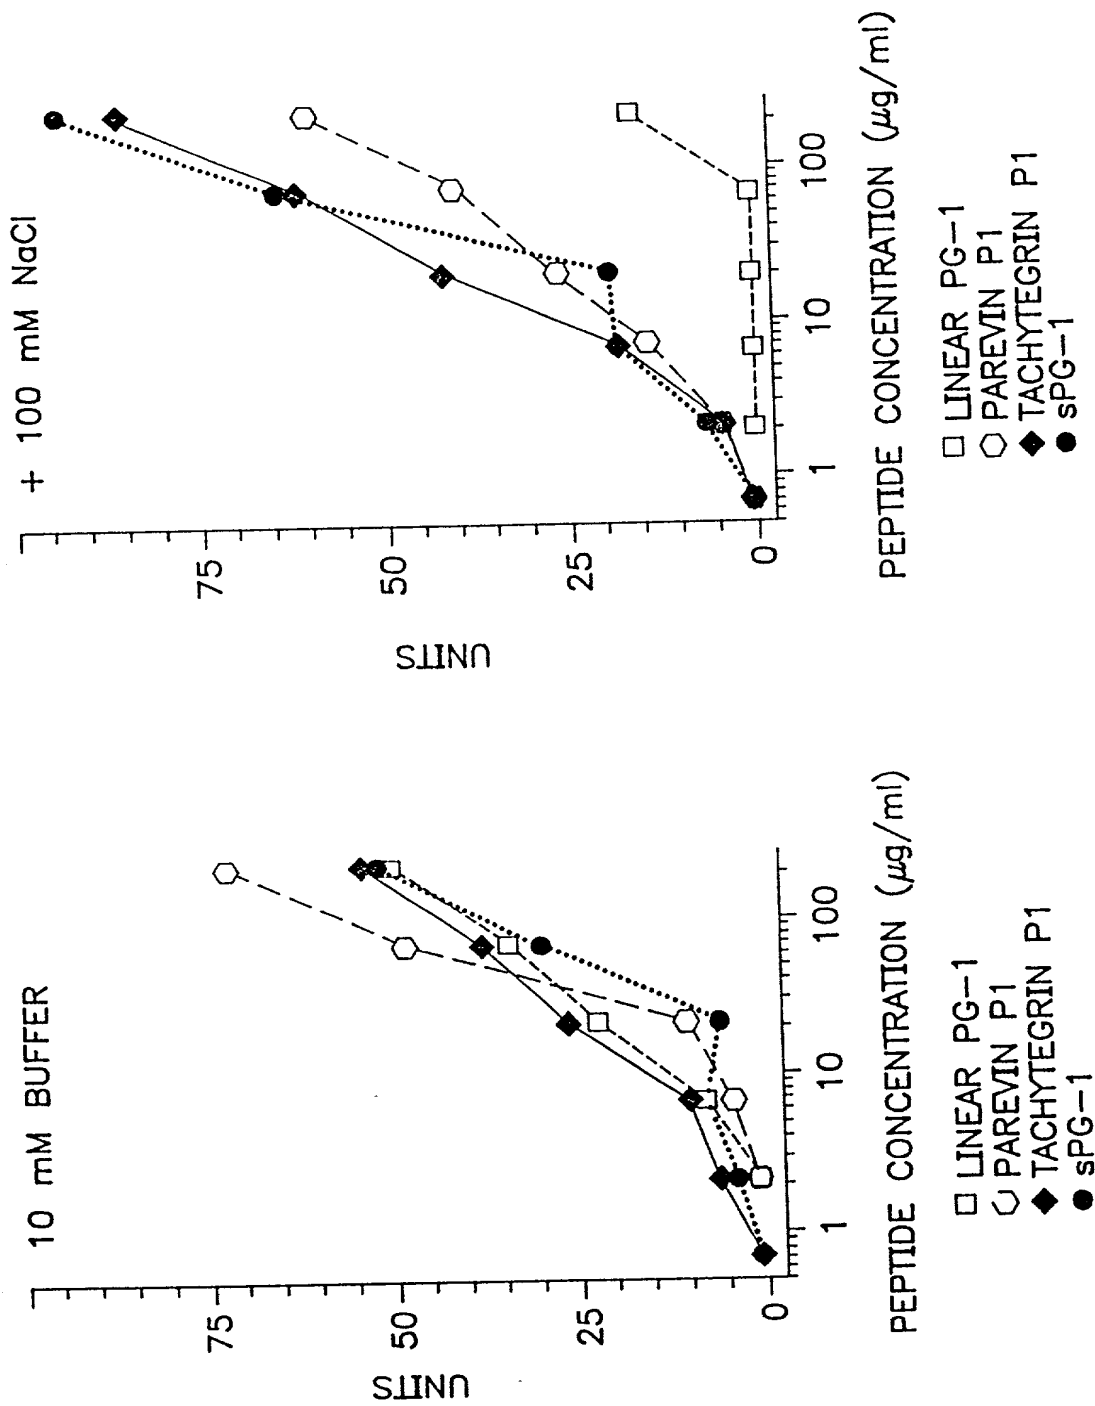 10 mM BUFFER
UNITS
75
50
25
0
1
10
100
PEPTIDE CONCENTRATION (μg/ml)
LINEAR PG-1
PAREVIN P1
TACHYTEGRIN P1
sPG-1
+ 100 mM NaCl
UNITS
75
50
25
0
1
10
100
PEPTIDE CONCENTRATION (μg/ml)
LINEAR PG-1
PAREVIN P1
TACHYTEGRIN P1
sPG-1